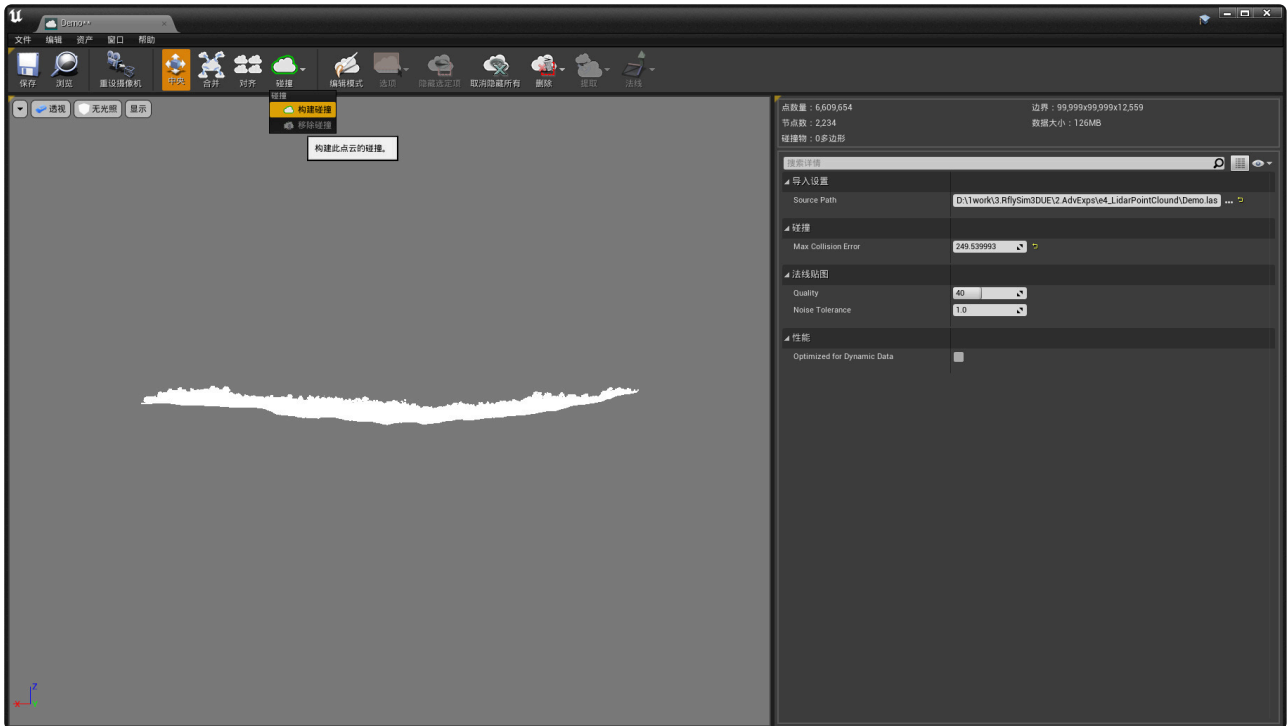 Demo••
文件 编辑 资产 窗口 帮助
保存 浏览 重设摄像机 中央 合并 对齐 碰撞 编辑模式 选项 隐藏选定项 取消隐藏所有 删除 提取 法线
碰撞
构建碰撞
移除碰撞
构建此点云的碰撞。
透视 无光照 显示
点数量：6,609,654 边界：99,999x99,999x12,559
节点数：2,234 数据大小：126MB
碰撞物：0多边形
搜索详情
导入设置
Source Path D:\1work\3.RflySim3DUE\2.AdvExps\e4_LidarPointClound\Demo.las ...
碰撞
Max Collision Error 249.539993
法线贴图
Quality 40
Noise Tolerance 1.0
性能
Optimized for Dynamic Data
Z
X